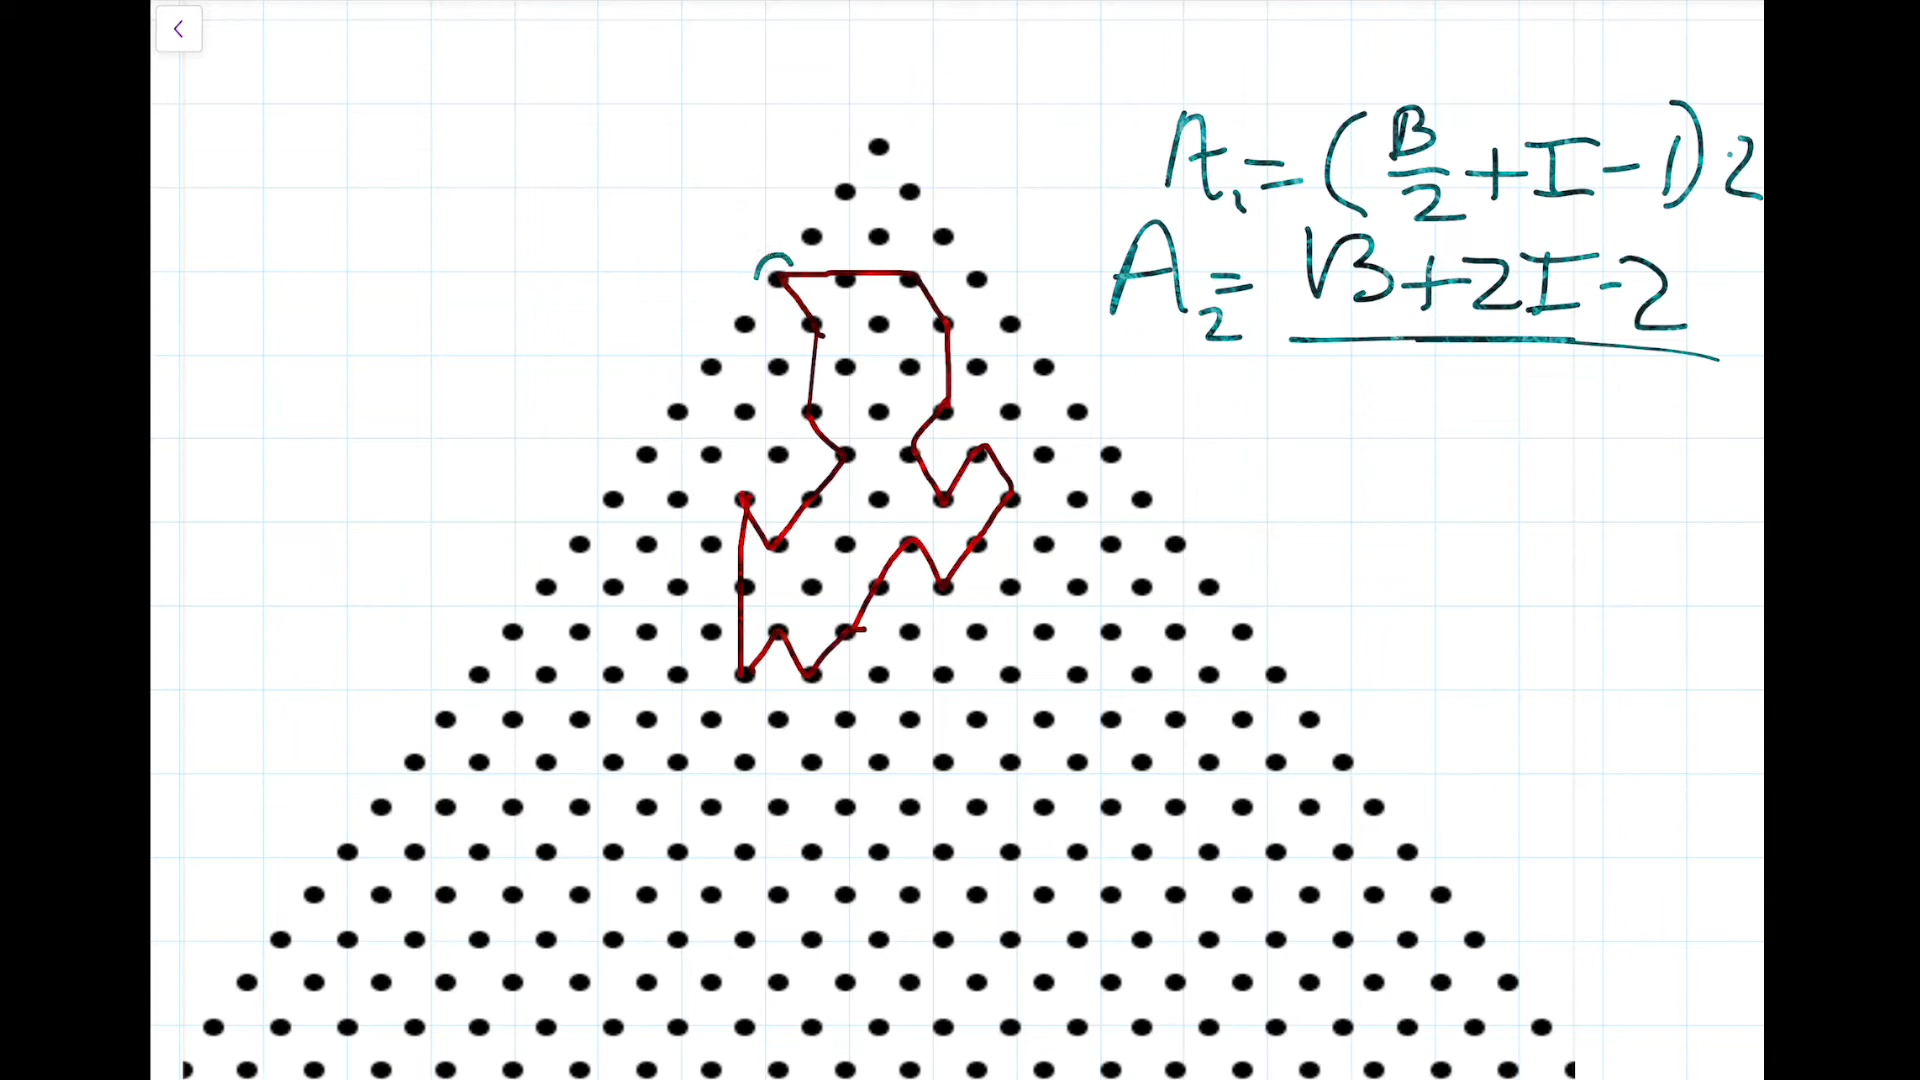 A₁ = (B/2 + I - 1)·2
A₂ = B + 2I - 2